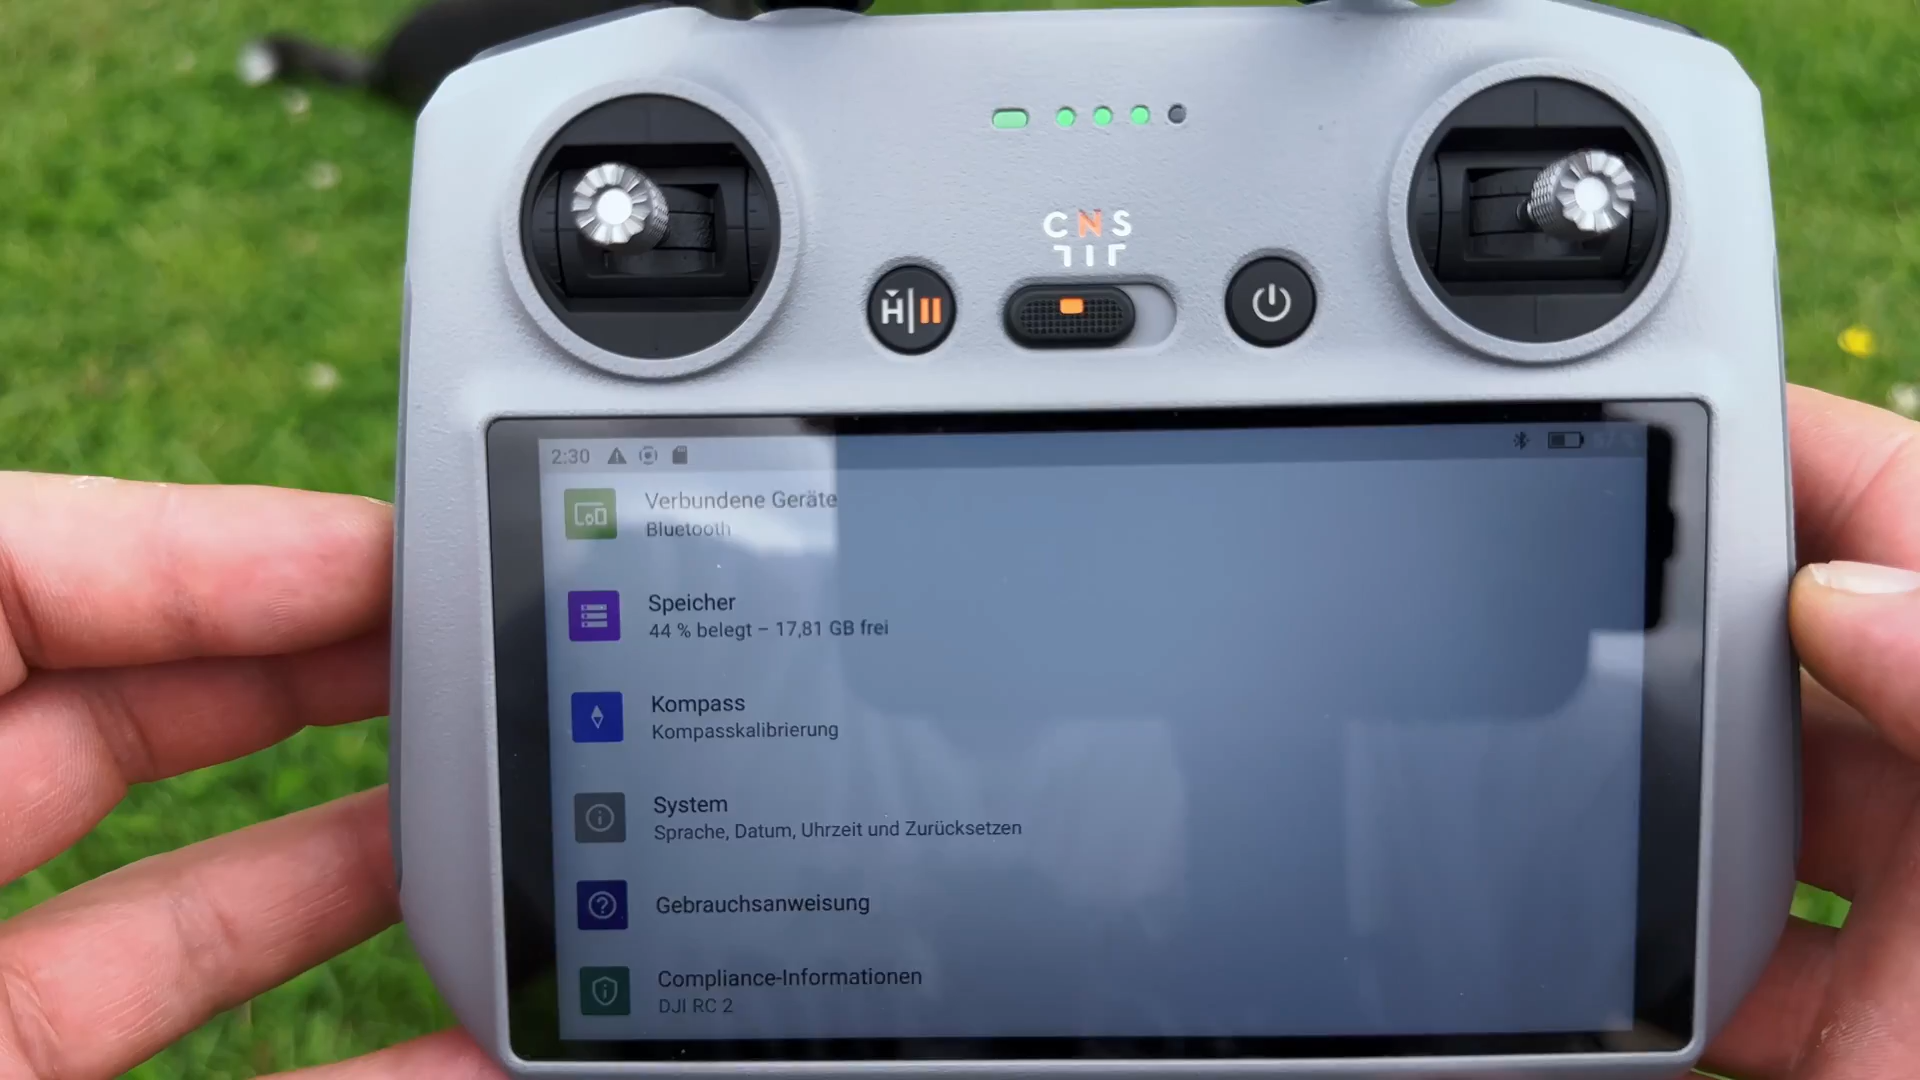 C N S
H
2:30
Verbundene Geräte
Bluetooth
Speicher
44 % belegt – 17,81 GB frei
Kompass
Kompasskalibrierung
System
Sprache, Datum, Uhrzeit und Zurücksetzen
Gebrauchsanweisung
Compliance-Informationen
DJI RC 2